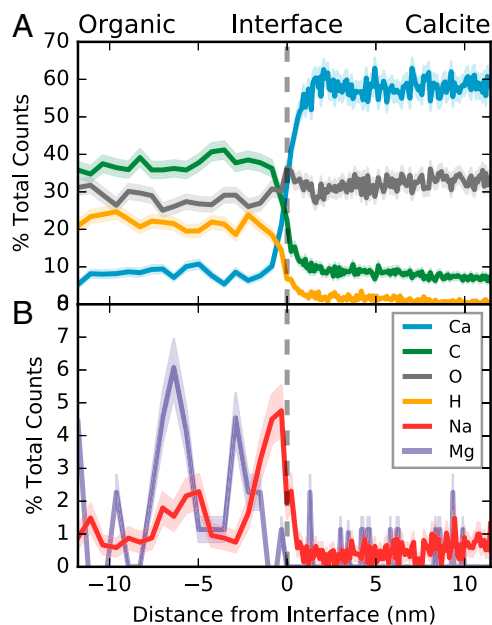 A
Organic Interface Calcite
70
60
50
40
30
20
10
0
% Total Counts
B
8
7
6
5
4
3
2
1
0
% Total Counts
Ca
C
O
H
Na
Mg
−10 −5 0 5 10
Distance from Interface (nm)